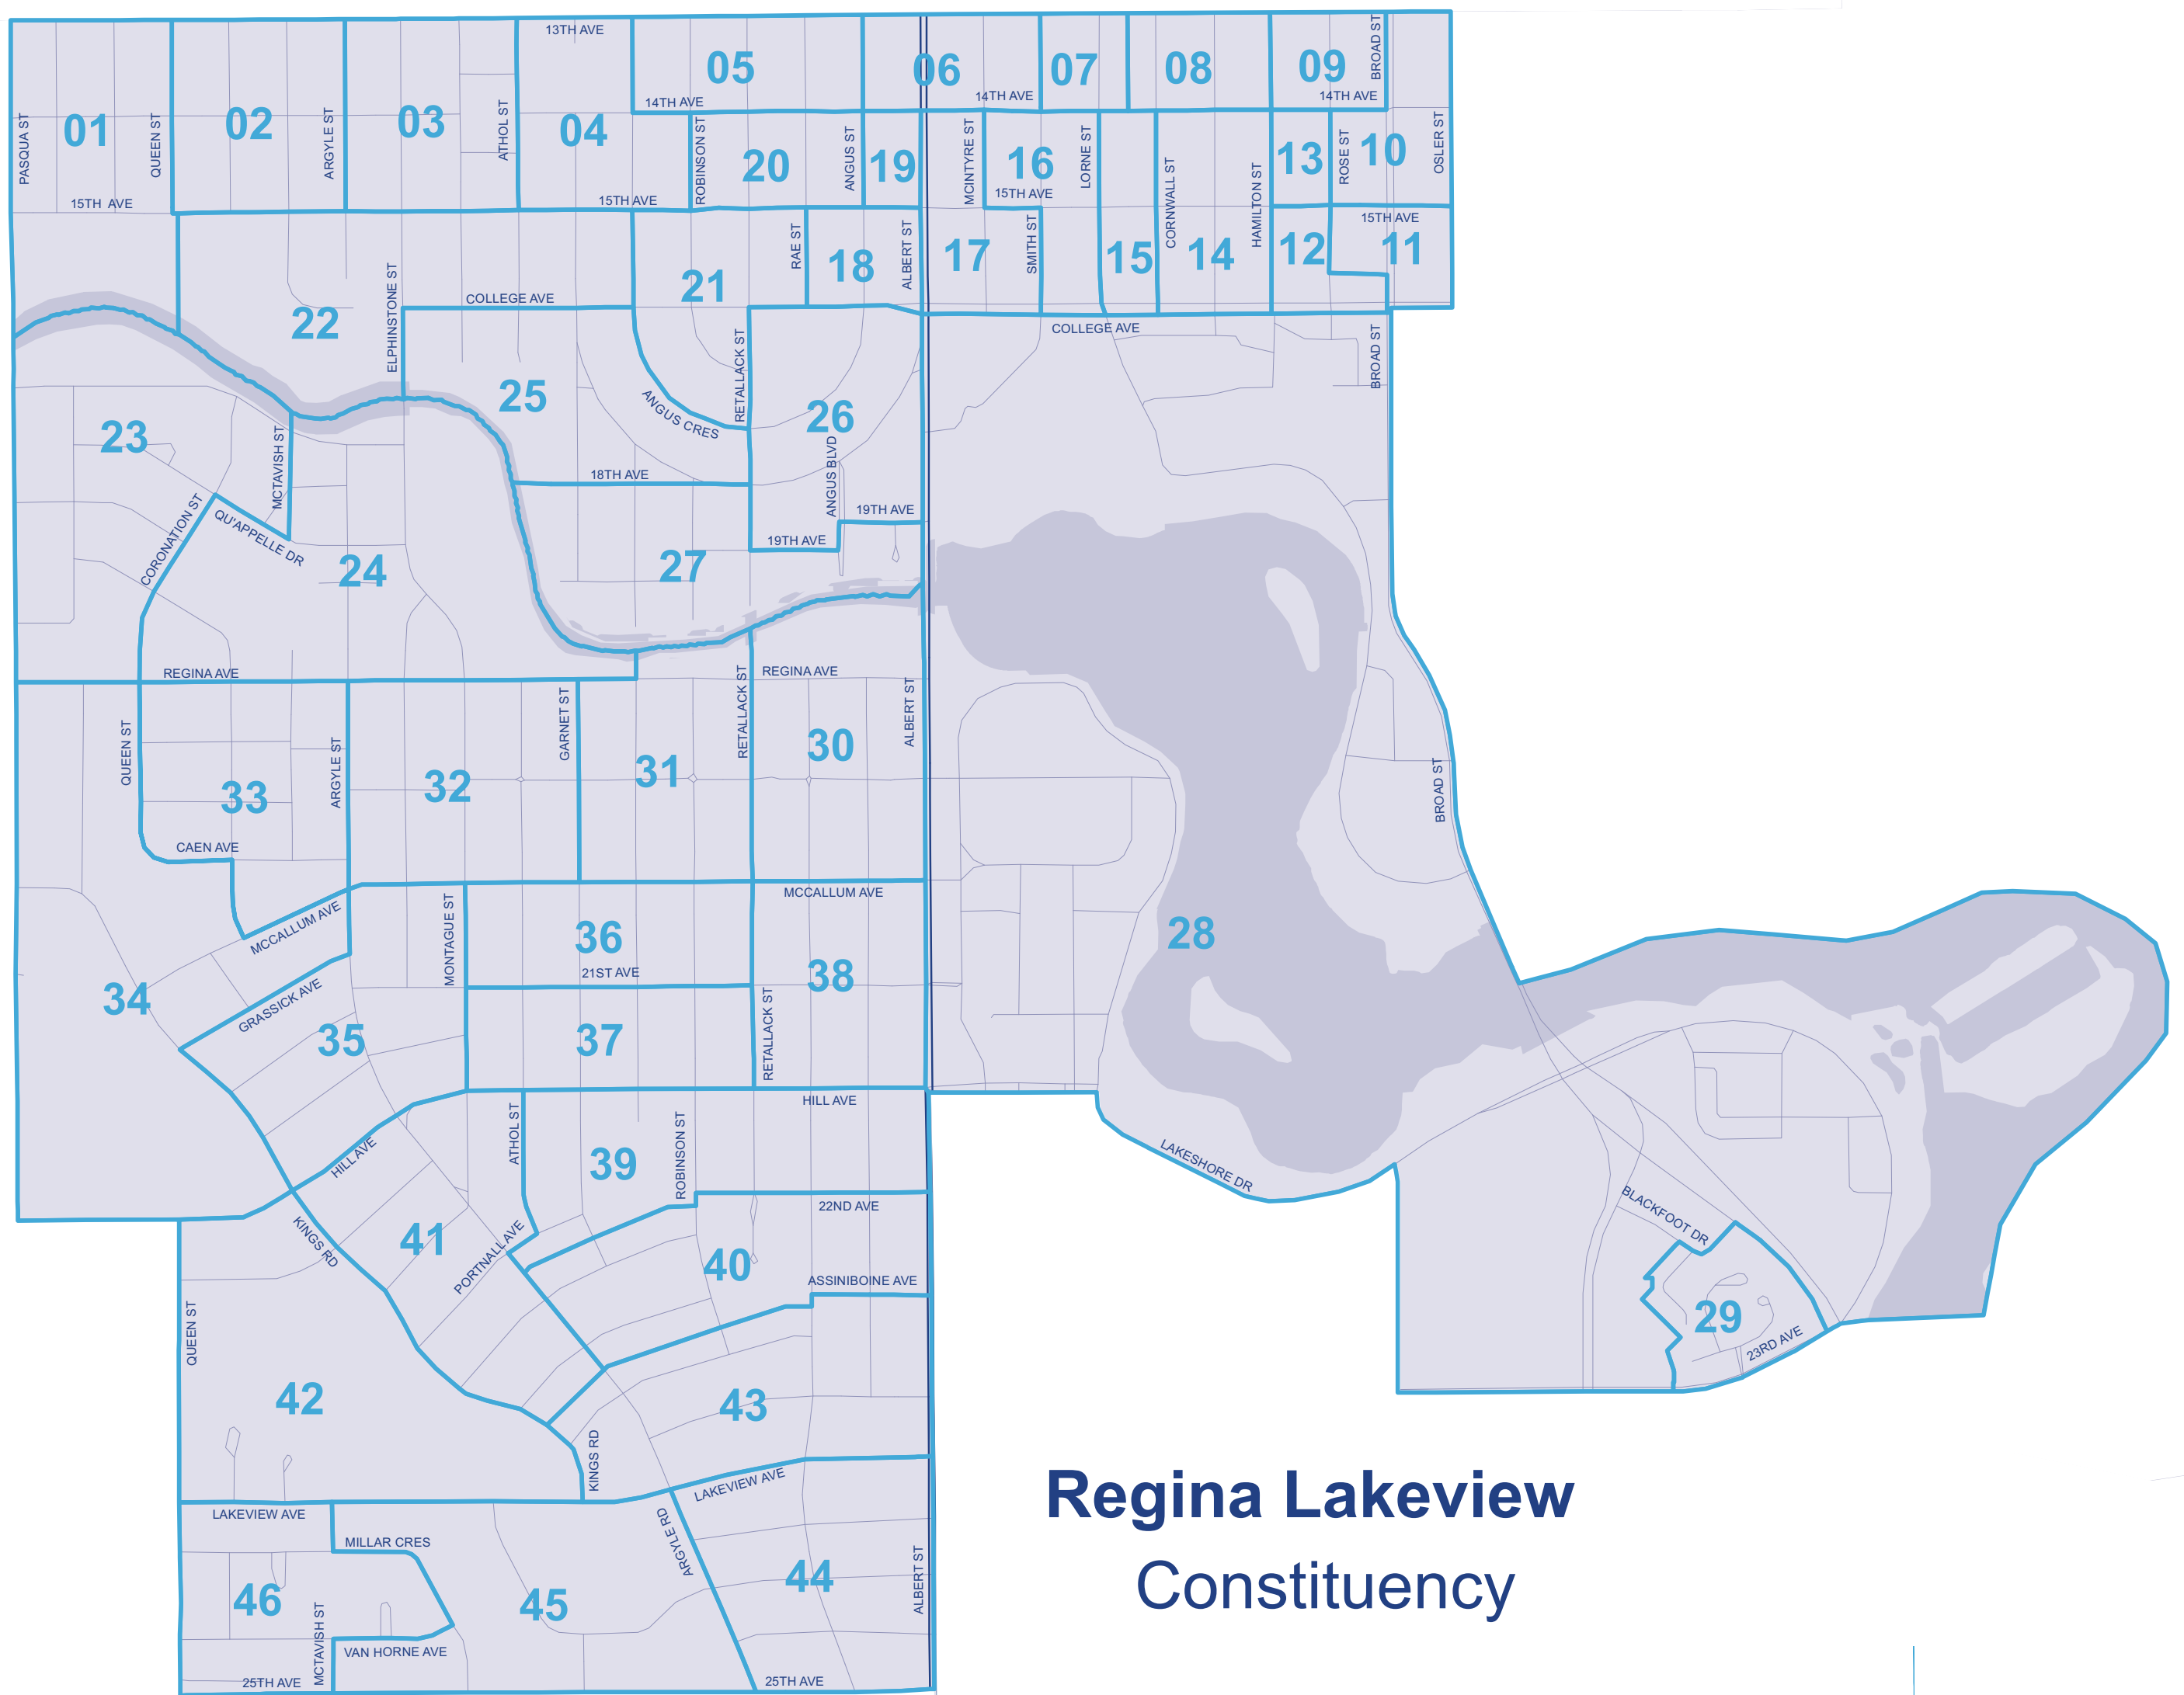 13TH AVE
BROAD ST
05
06
07
08
09
14TH AVE
14TH AVE
14TH AVE
PASQUA ST
01
QUEEN ST
02
ARGYLE ST
03
ATHOL ST
04
ROBINSON ST
20
ANGUS ST
19
MCINTYRE ST
16
LORNE ST
CORNWALL ST
HAMILTON ST
13
ROSE ST
10
OSLER ST
15TH AVE
15TH AVE
15TH AVE
15TH AVE
22
ELPHINSTONE ST
COLLEGE AVE
21
RAE ST
18
ALBERT ST
17
SMITH ST
15
14
12
11
COLLEGE AVE
BROAD ST
23
MCTAVISH ST
25
ANGUS CRES
RETALLACK ST
26
ANGUS BLVD
18TH AVE
19TH AVE
19TH AVE
CORONATION ST
QU'APPELLE DR
24
27
REGINA AVE
REGINA AVE
QUEEN ST
33
ARGYLE ST
32
GARNET ST
31
RETALLACK ST
30
ALBERT ST
BROAD ST
CAEN AVE
MCCALLUM AVE
MCCALLUM AVE
34
GRASSICK AVE
35
MONTAGUE ST
36
21ST AVE
37
38
RETALLACK ST
28
HILL AVE
HILL AVE
ATHOL ST
39
ROBINSON ST
LAKESHORE DR
22ND AVE
KINGS RD
41
PORTNALL AVE
40
ASSINIBOINE AVE
BLACKFOOT DR
29
23RD AVE
QUEEN ST
42
43
KINGS RD
LAKEVIEW AVE
LAKEVIEW AVE
MILLAR CRES
46
MCTAVISH ST
VAN HORNE AVE
25TH AVE
45
ARGYLE RD
44
ALBERT ST
25TH AVE
Regina Lakeview
Constituency